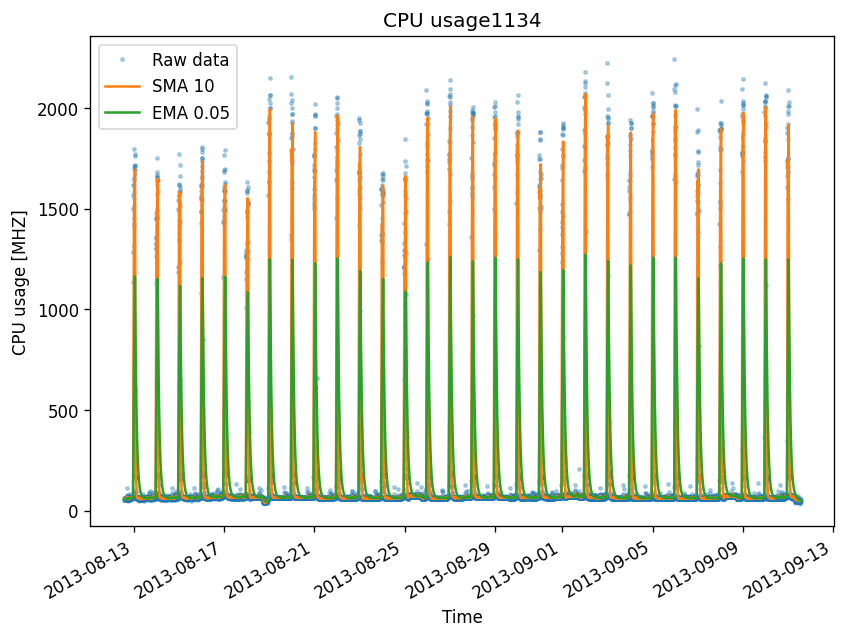 CPU usage1134
Raw data
SMA 10
EMA 0.05
CPU usage [MHZ]
2000
1500
1000
500
0
2013-08-13
2013-08-17
2013-08-21
2013-08-25
2013-08-29
2013-09-01
2013-09-05
2013-09-09
2013-09-13
Time